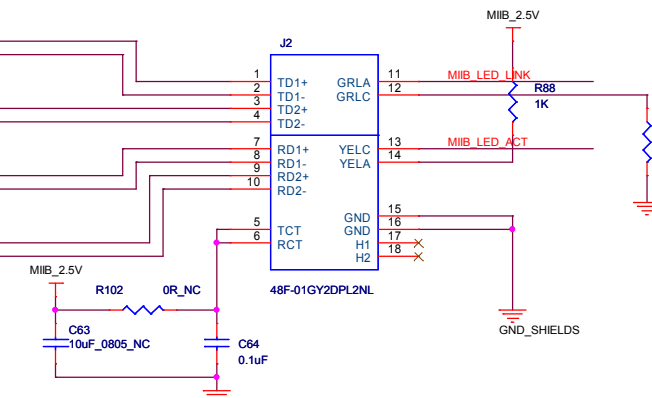 MIIB_2.5V
J2
1 TD1+ GRLA 11 MIIB_LED_LINK
2 TD1- GRLC 12 R88
3 TD2+ 1K
4 TD2-
7 RD1+ YELC 13 MIIB_LED_ACT
8 RD1- YELA 14
9 RD2+
10 RD2-
GND 15
5 TCT GND 16
6 RCT H1 17
H2 18
MIIB_2.5V
R102 0R_NC 48F-01GY2DPL2NL
GND_SHIELDS
C63
10uF_0805_NC C64
0.1uF